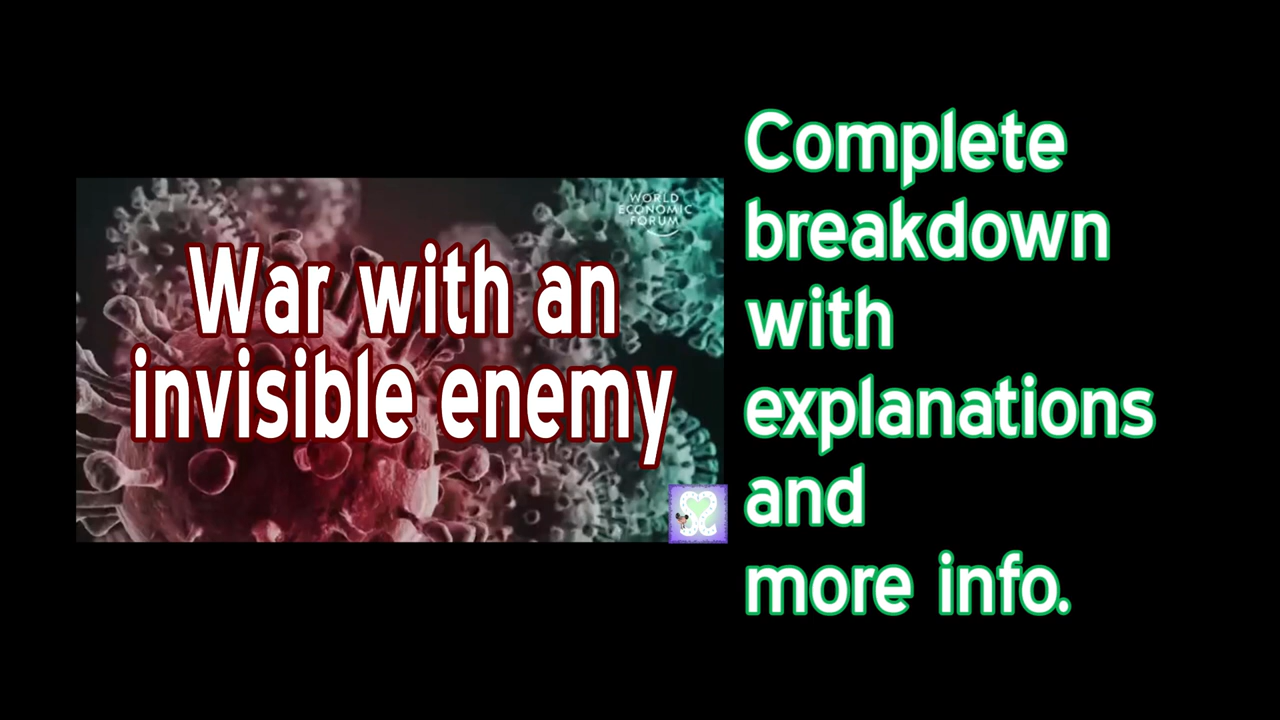 WORLD
ECONOMIC
FORUM
War with an
invisible enemy
Complete
breakdown
with
explanations
and
more info.